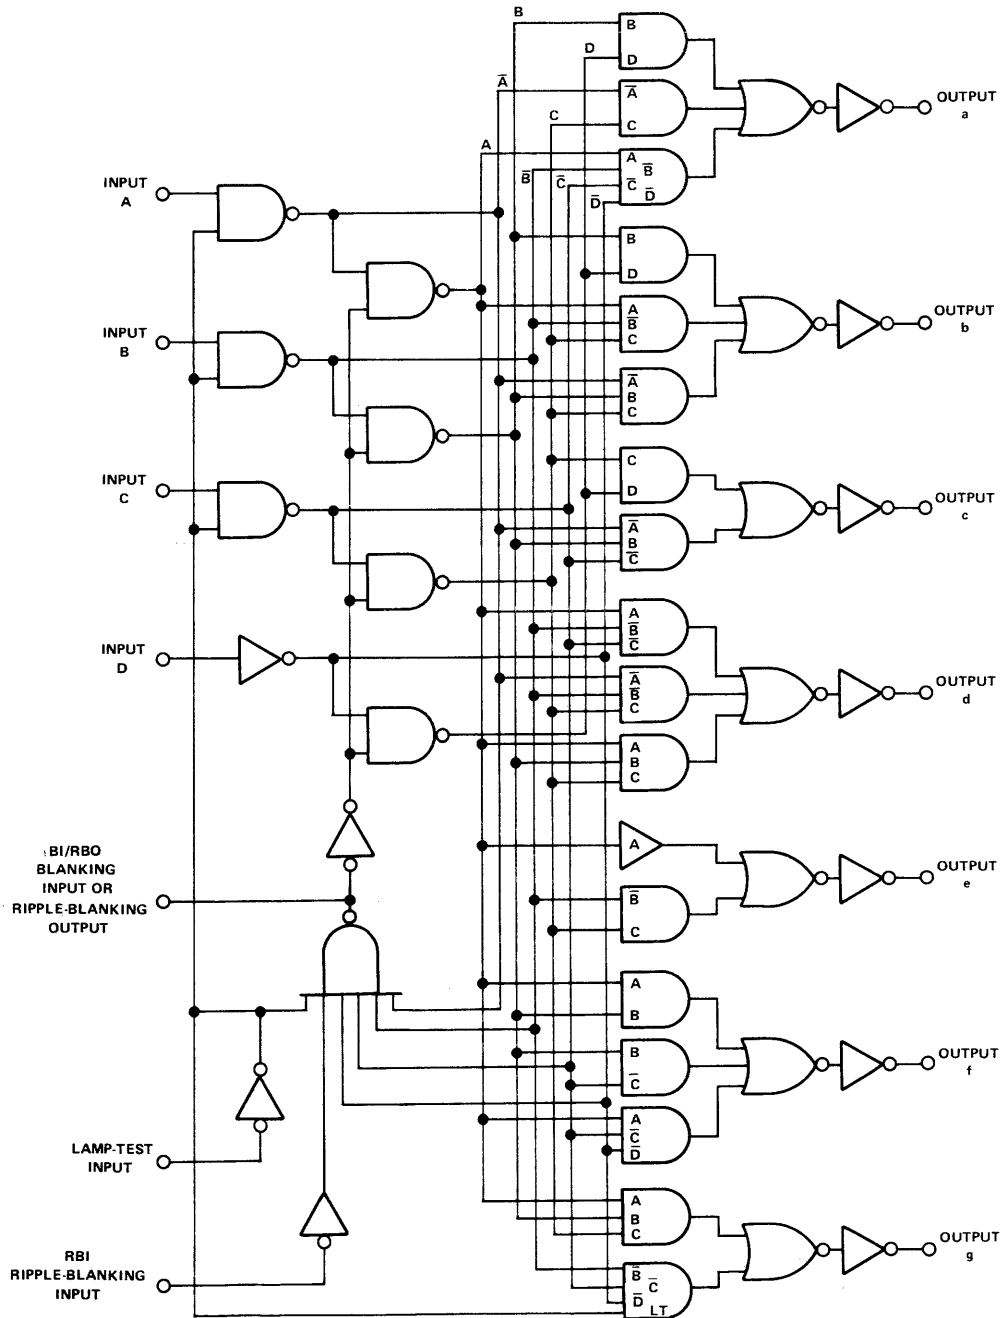 B
B
D
D
A̅
A̅
C
C
A
A
B̅
B̅
C̅
C̅
D̅
D̅
OUTPUT
a
INPUT
A
B
D
A
B̅
C
A̅
B
C
OUTPUT
b
INPUT
B
C
D
A̅
B
C̅
OUTPUT
c
INPUT
C
A
B̅
C̅
A̅
B̅
C
A
B
C
OUTPUT
d
INPUT
D
A
B̅
C
OUTPUT
e
BI/RBO
BLANKING
INPUT OR
RIPPLE-BLANKING
OUTPUT
A
B
B
C̅
A
C̅
D̅
OUTPUT
f
LAMP-TEST
INPUT
A
B
C
B̅
C̅
D̅
LT
OUTPUT
g
RBI
RIPPLE-BLANKING
INPUT